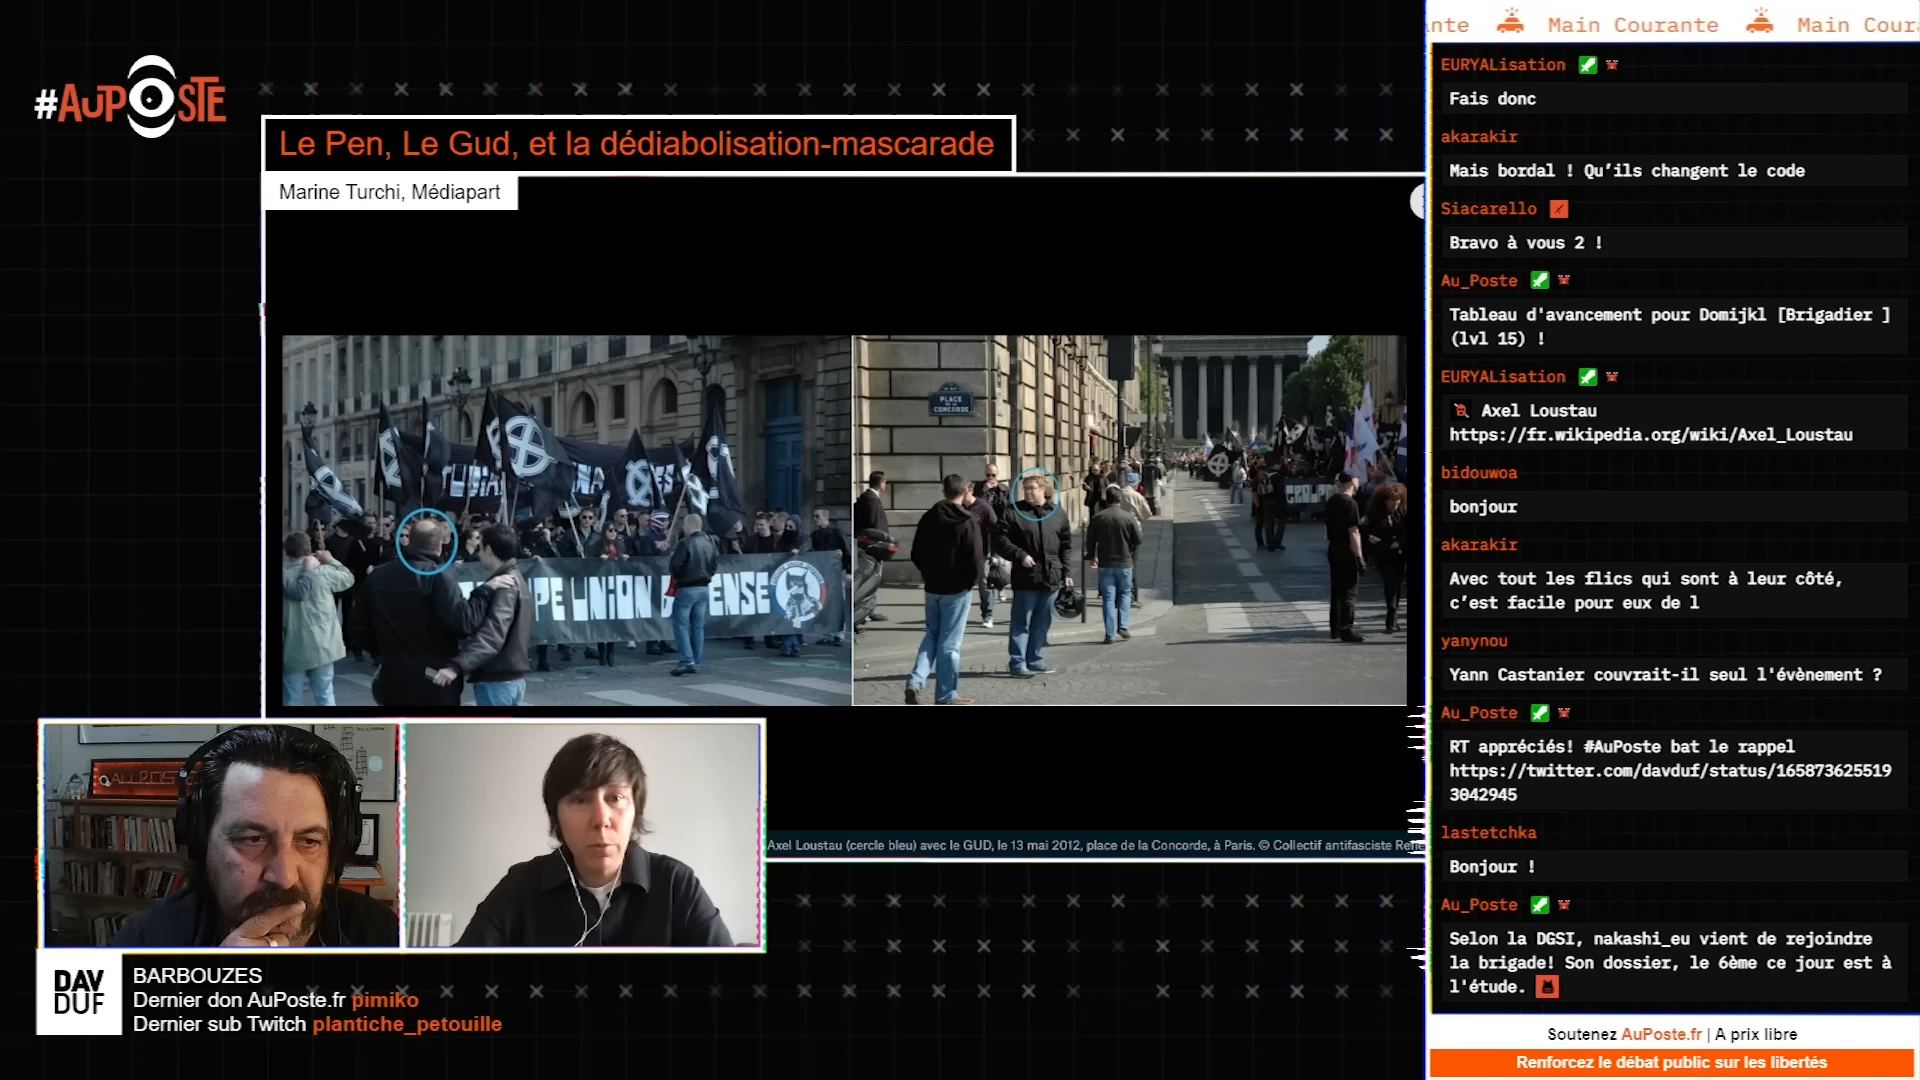 #AUPOSTE
Le Pen, Le Gud, et la dédiabolisation-mascarade
Marine Turchi, Médiapart
PLACE
DE LA
CONCORDE
UNION
Axel Loustau (cercle bleu) avec le GUD, le 13 mai 2012, place de la Concorde, à Paris. © Collectif antifasciste
AU POSTE
DAV
DUF
BARBOUZES
Dernier don AuPoste.fr pimiko
Dernier sub Twitch plantiche_petouille
nte Main Courante Main Cour
EURYALisation
Fais donc
akarakir
Mais bordal ! Qu’ils changent le code
Siacarello
Bravo à vous 2 !
Au_Poste
Tableau d'avancement pour Domijkl [Brigadier ]
(lvl 15) !
EURYALisation
Axel Loustau
https://fr.wikipedia.org/wiki/Axel_Loustau
bidouwoa
bonjour
akarakir
Avec tout les flics qui sont à leur côté,
c’est facile pour eux de l
yanynou
Yann Castanier couvrait-il seul l'évènement ?
Au_Poste
RT appréciés! #AuPoste bat le rappel
https://twitter.com/davduf/status/165873625519
3042945
lastetchka
Bonjour !
Au_Poste
Selon la DGSI, nakashi_eu vient de rejoindre
la brigade! Son dossier, le 6ème ce jour est à
l'étude.
Soutenez AuPoste.fr | A prix libre
Renforcez le débat public sur les libertés